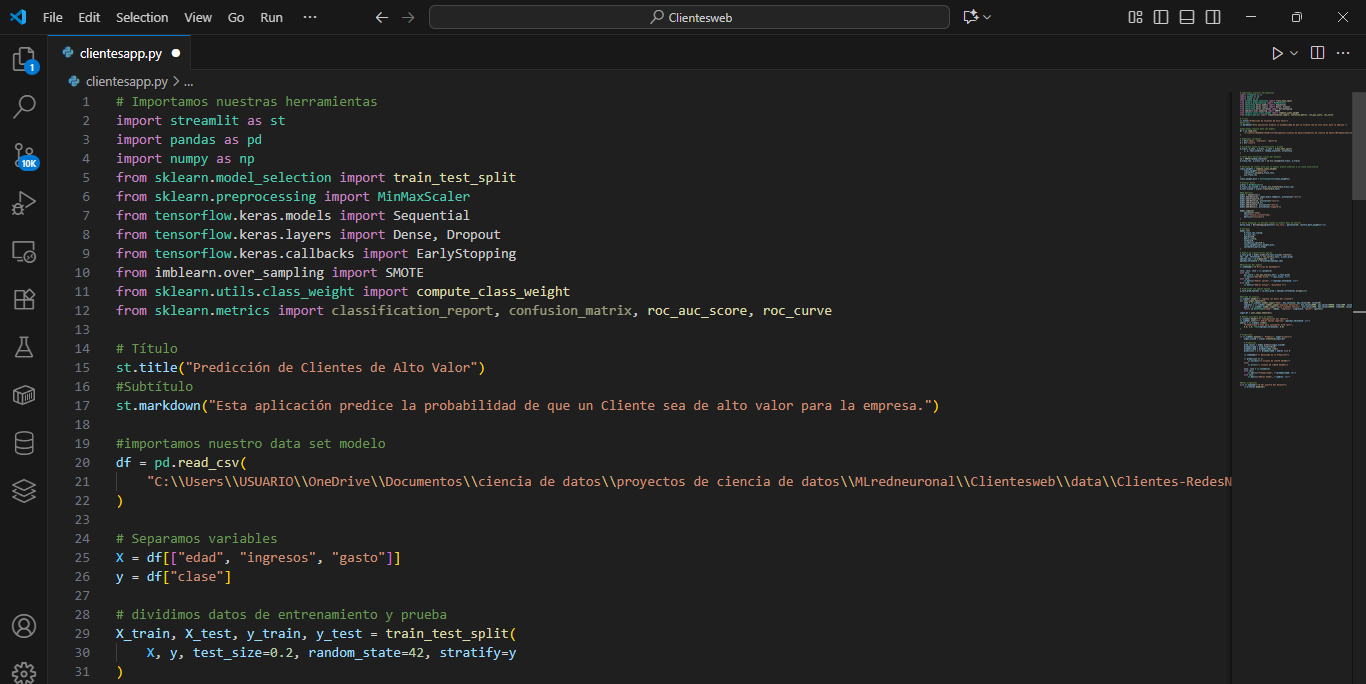 File Edit Selection View Go Run ··· Clientesweb
clientesapp.py
clientesapp.py > ...
1 # Importamos nuestras herramientas
2 import streamlit as st
3 import pandas as pd
4 import numpy as np
5 from sklearn.model_selection import train_test_split
6 from sklearn.preprocessing import MinMaxScaler
7 from tensorflow.keras.models import Sequential
8 from tensorflow.keras.layers import Dense, Dropout
9 from tensorflow.keras.callbacks import EarlyStopping
10 from imblearn.over_sampling import SMOTE
11 from sklearn.utils.class_weight import compute_class_weight
12 from sklearn.metrics import classification_report, confusion_matrix, roc_auc_score, roc_curve
13
14 # Título
15 st.title("Predicción de Clientes de Alto Valor")
16 #Subtítulo
17 st.markdown("Esta aplicación predice la probabilidad de que un Cliente sea de alto valor para la empresa.")
18
19 #importamos nuestro data set modelo
20 df = pd.read_csv(
21 "C:\\Users\\USUARIO\\OneDrive\\Documentos\\ciencia de datos\\proyectos de ciencia de datos\\MLredneuronal\\Clientesweb\\data\\Clientes-RedesN
22 )
23
24 # Separamos variables
25 X = df[["edad", "ingresos", "gasto"]]
26 y = df["clase"]
27
28 # dividimos datos de entrenamiento y prueba
29 X_train, X_test, y_train, y_test = train_test_split(
30 X, y, test_size=0.2, random_state=42, stratify=y
31 )
1
10K